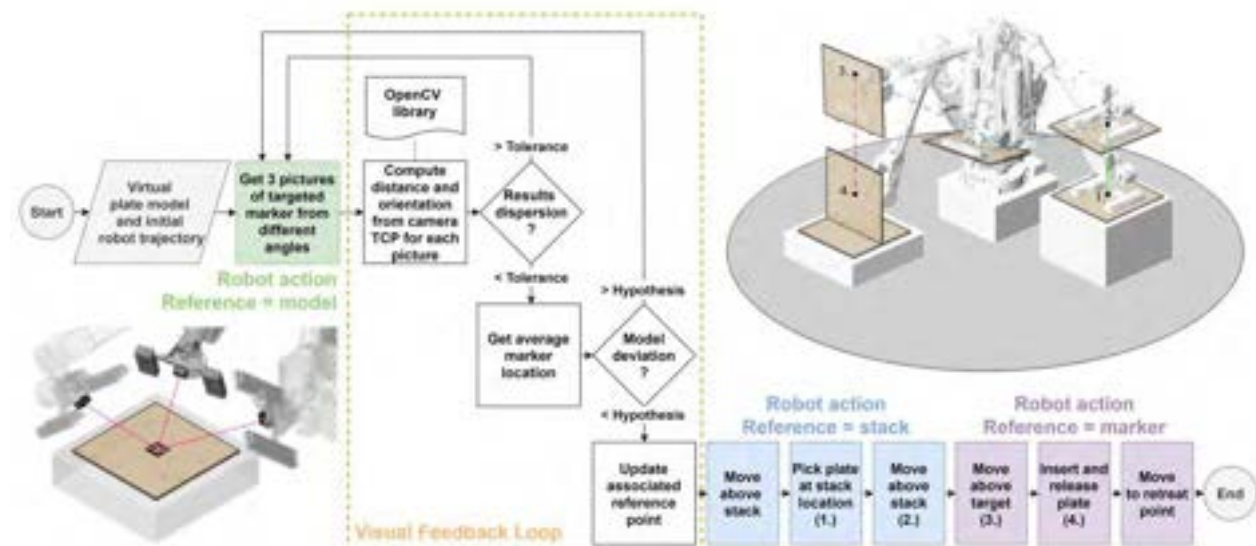 Start
Virtual
plate model
and initial
robot trajectory
Get 3 pictures
of targeted
marker from
different
angles
Robot action
Reference = model
OpenCV
library
Compute
distance and
orientation
from camera
TCP for each
picture
> Tolerance
Results
dispersion
?
< Tolerance
Get average
marker
location
> Hypothesis
Model
deviation
?
< Hypothesis
Update
associated
reference
point
Visual Feedback Loop
3.
4.
2.
1.
Robot action
Reference = stack
Move
above
stack
Pick plate
at stack
location
(1.)
Move
above
stack
(2.)
Robot action
Reference = marker
Move
above
target
(3.)
Insert and
release
plate
(4.)
Move
to retreat
point
End